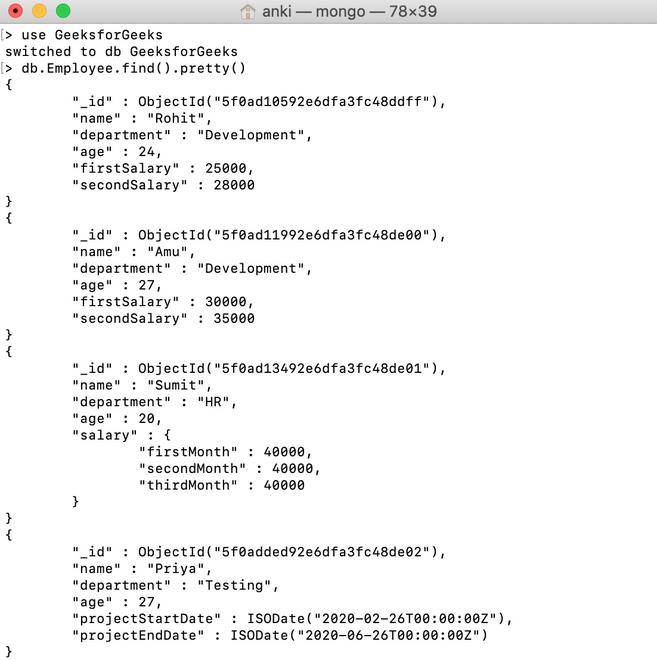 anki — mongo — 78×39
[> use GeeksforGeeks
switched to db GeeksforGeeks
[> db.Employee.find().pretty()
{
        "_id" : ObjectId("5f0ad10592e6dfa3fc48ddff"),
        "name" : "Rohit",
        "department" : "Development",
        "age" : 24,
        "firstSalary" : 25000,
        "secondSalary" : 28000
}
{
        "_id" : ObjectId("5f0ad11992e6dfa3fc48de00"),
        "name" : "Amu",
        "department" : "Development",
        "age" : 27,
        "firstSalary" : 30000,
        "secondSalary" : 35000
}
{
        "_id" : ObjectId("5f0ad13492e6dfa3fc48de01"),
        "name" : "Sumit",
        "department" : "HR",
        "age" : 20,
        "salary" : {
                "firstMonth" : 40000,
                "secondMonth" : 40000,
                "thirdMonth" : 40000
        }
}
{
        "_id" : ObjectId("5f0added92e6dfa3fc48de02"),
        "name" : "Priya",
        "department" : "Testing",
        "age" : 27,
        "projectStartDate" : ISODate("2020-02-26T00:00:00Z"),
        "projectEndDate" : ISODate("2020-06-26T00:00:00Z")
}